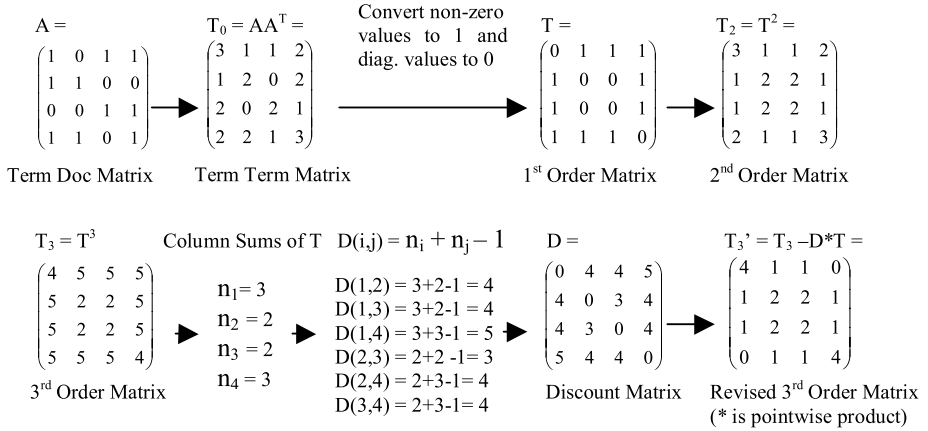 A =
(1 0 1 1
1 1 0 0
0 0 1 1
1 1 0 1)
Term Doc Matrix
T₀ = AAᵀ =
(3 1 1 2
1 2 0 2
2 0 2 1
2 2 1 3)
Term Term Matrix
Convert non-zero
values to 1 and
diag. values to 0
T =
(0 1 1 1
1 0 0 1
1 0 0 1
1 1 1 0)
1ˢᵗ Order Matrix
T₂ = T² =
(3 1 1 2
1 2 2 1
1 2 2 1
2 1 1 3)
2ⁿᵈ Order Matrix
T₃ = T³
(4 5 5 5
5 2 2 5
5 2 2 5
5 5 5 4)
3ʳᵈ Order Matrix
Column Sums of T
n₁= 3
n₂ = 2
n₃ = 2
n₄ = 3
D(i,j) = nᵢ + nⱼ – 1
D(1,2) = 3+2-1 = 4
D(1,3) = 3+2-1 = 4
D(1,4) = 3+3-1 = 5
D(2,3) = 2+2 -1= 3
D(2,4) = 2+3-1= 4
D(3,4) = 2+3-1= 4
D =
(0 4 4 5
4 0 3 4
4 3 0 4
5 4 4 0)
Discount Matrix
T₃’ = T₃ –D*T =
(4 1 1 0
1 2 2 1
1 2 2 1
0 1 1 4)
Revised 3ʳᵈ Order Matrix
(* is pointwise product)